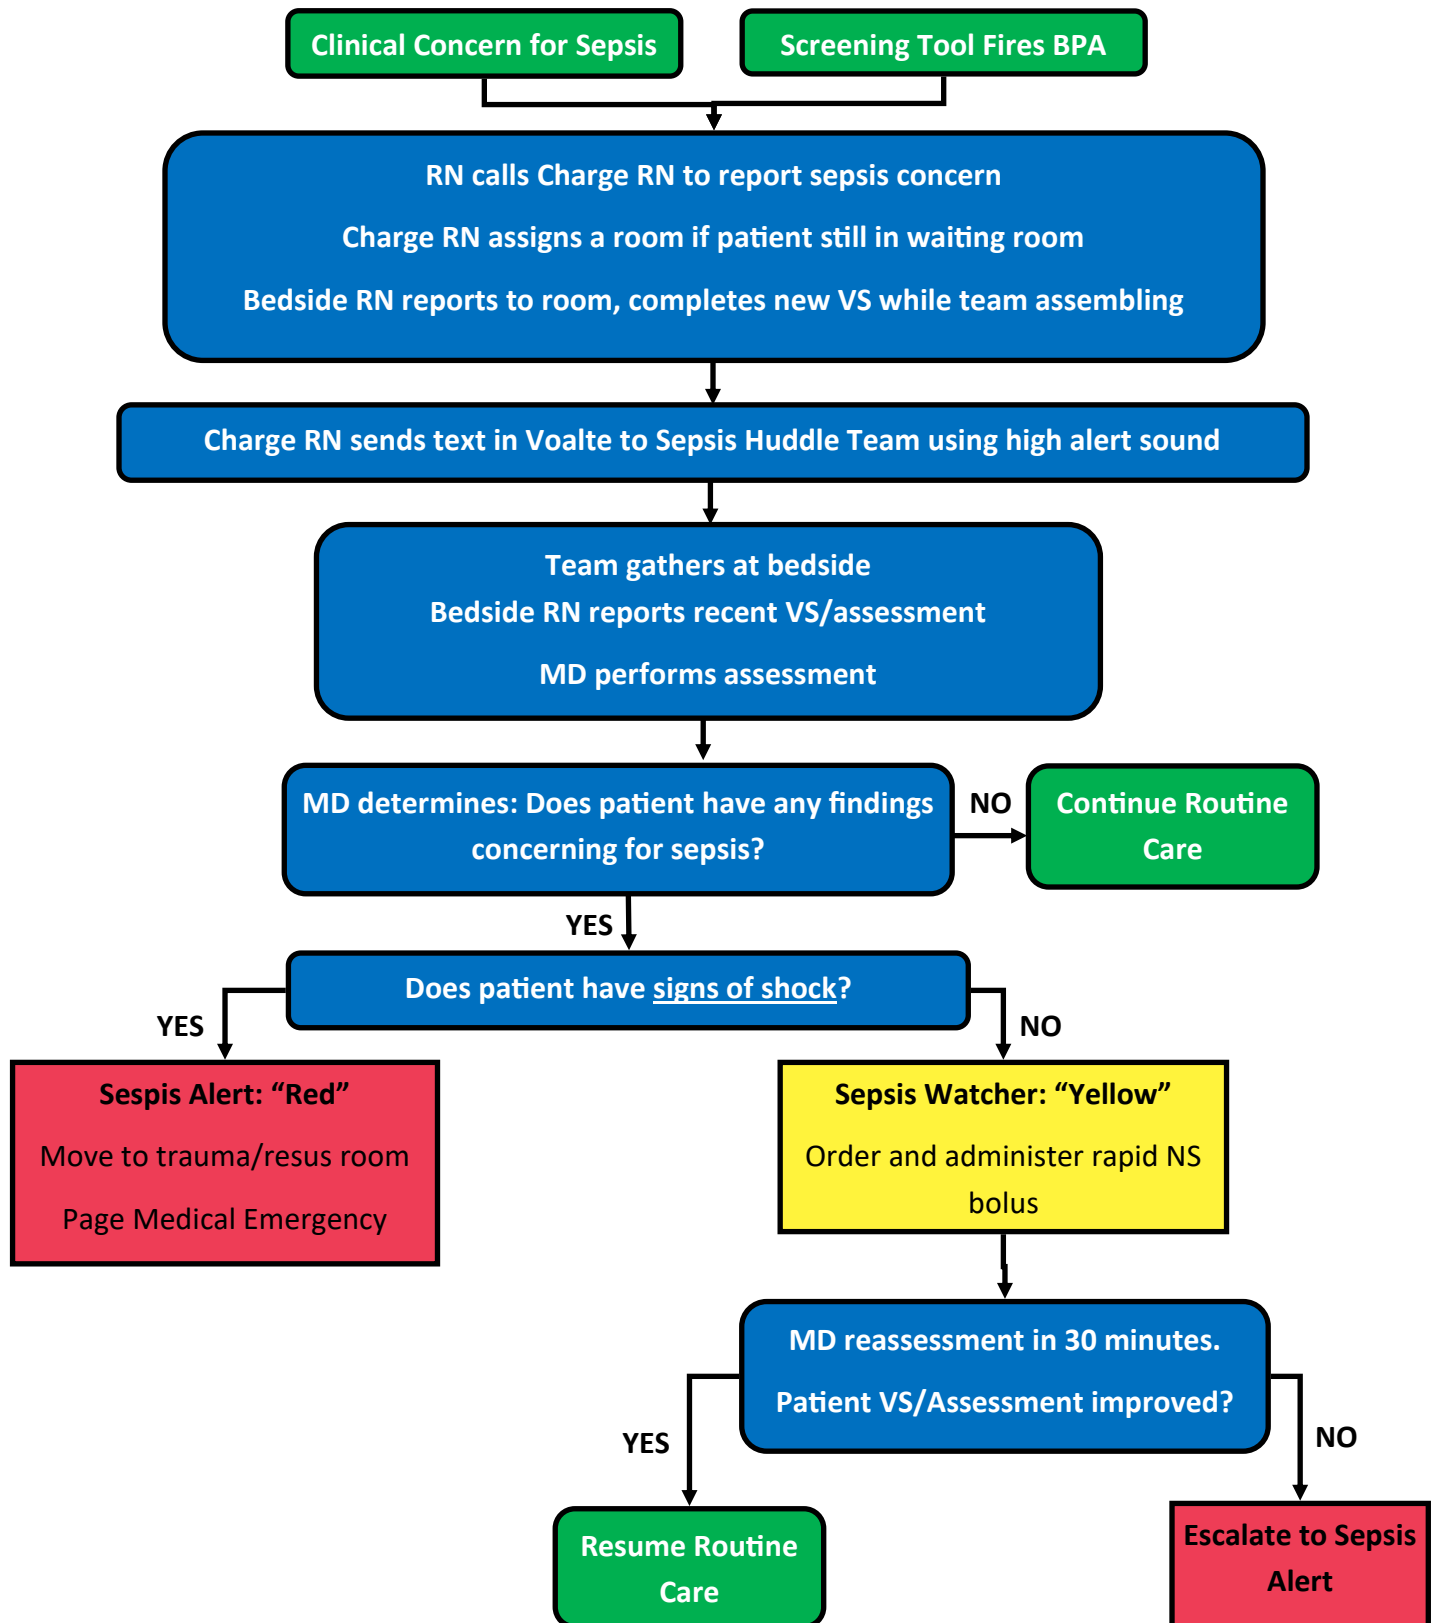 Clinical Concern for Sepsis
Screening Tool Fires BPA
RN calls Charge RN to report sepsis concern
Charge RN assigns a room if patient still in waiting room
Bedside RN reports to room, completes new VS while team assembling
Charge RN sends text in Voalte to Sepsis Huddle Team using high alert sound
Team gathers at bedside
Bedside RN reports recent VS/assessment
MD performs assessment
MD determines: Does patient have any findings
concerning for sepsis?
NO
Continue Routine
Care
YES
Does patient have signs of shock?
YES
NO
Sespis Alert: “Red”
Move to trauma/resus room
Page Medical Emergency
Sepsis Watcher: “Yellow”
Order and administer rapid NS
bolus
MD reassessment in 30 minutes.
Patient VS/Assessment improved?
YES
NO
Resume Routine
Care
Escalate to Sepsis
Alert